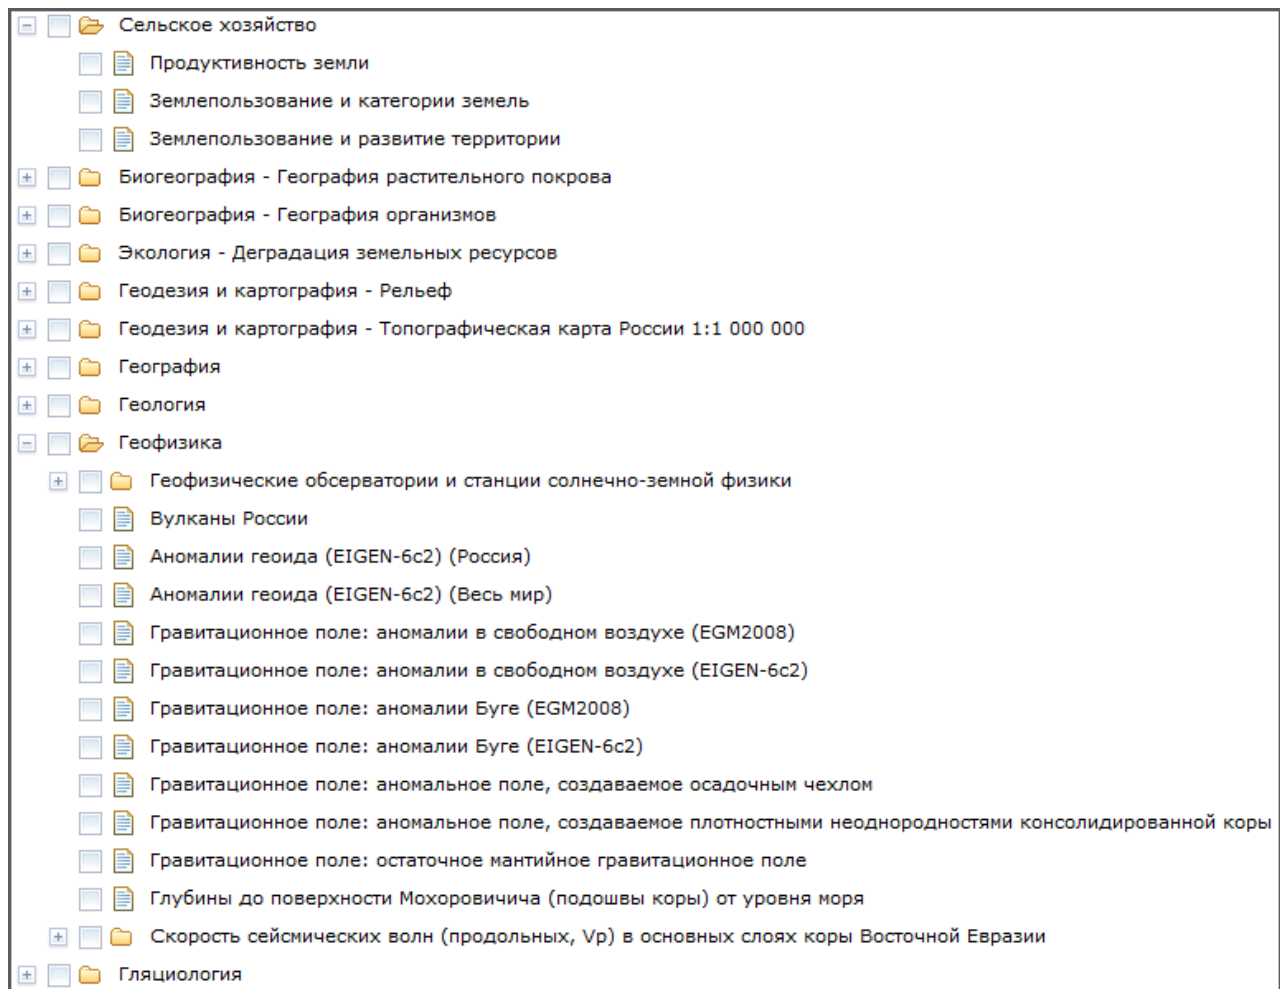 Сельское хозяйство
Продуктивность земли
Землепользование и категории земель
Землепользование и развитие территории
Биогеография - География растительного покрова
Биогеография - География организмов
Экология - Деградация земельных ресурсов
Геодезия и картография - Рельеф
Геодезия и картография - Топографическая карта России 1:1 000 000
География
Геология
Геофизика
Геофизические обсерватории и станции солнечно-земной физики
Вулканы России
Аномалии геоида (EIGEN-6c2) (Россия)
Аномалии геоида (EIGEN-6c2) (Весь мир)
Гравитационное поле: аномалии в свободном воздухе (EGM2008)
Гравитационное поле: аномалии в свободном воздухе (EIGEN-6c2)
Гравитационное поле: аномалии Буге (EGM2008)
Гравитационное поле: аномалии Буге (EIGEN-6c2)
Гравитационное поле: аномальное поле, создаваемое осадочным чехлом
Гравитационное поле: аномальное поле, создаваемое плотностными неоднородностями консолидированной коры
Гравитационное поле: остаточное мантийное гравитационное поле
Глубины до поверхности Мохоровичича (подошвы коры) от уровня моря
Скорость сейсмических волн (продольных, Vp) в основных слоях коры Восточной Евразии
Гляциология